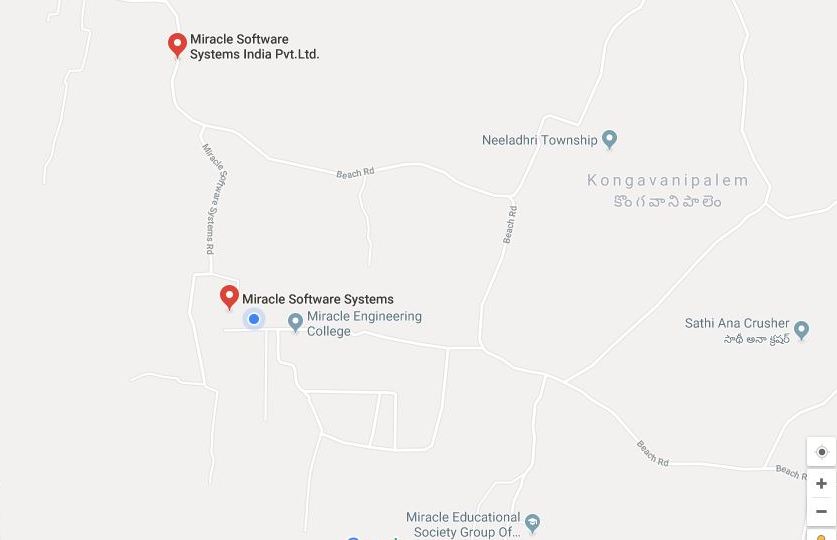 Miracle Software
Systems India Pvt.Ltd.
Neeladhri Township
Miracle Software Systems Rd
Beach Rd
Kongavanipalem
కొంగవానిపాలెం
Beach Rd
Miracle Software Systems
Miracle Engineering
College
Sathi Ana Crusher
సాథీ అనా క్రషర్
Beach Rd
Beach R
Miracle Educational
Society Group Of...